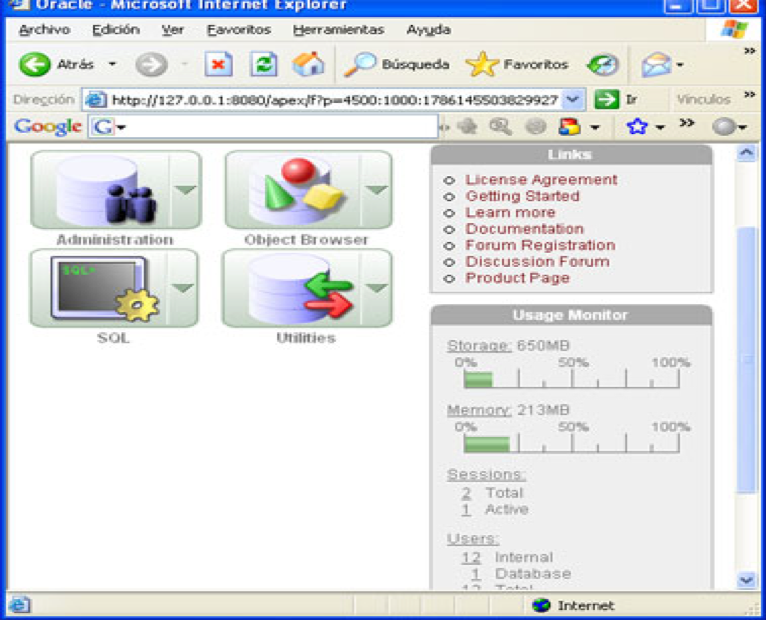 Oracle - Microsoft Internet Explorer
Archivo Edición Ver Favoritos Herramientas Ayuda
Atrás Búsqueda Favoritos
Dirección http://127.0.0.1:8080/apex/f?p=4500:1000:1786145503829927 Ir Vínculos
Google G
Administration
Object Browser
SQL>
SQL
Utilities
Links
License Agreement
Getting Started
Learn more
Documentation
Forum Registration
Discussion Forum
Product Page
Usage Monitor
Storage: 650MB
0% 50% 100%
Memory: 213MB
0% 50% 100%
Sessions:
2 Total
1 Active
Users:
12 Internal
1 Database
13 Total
Internet